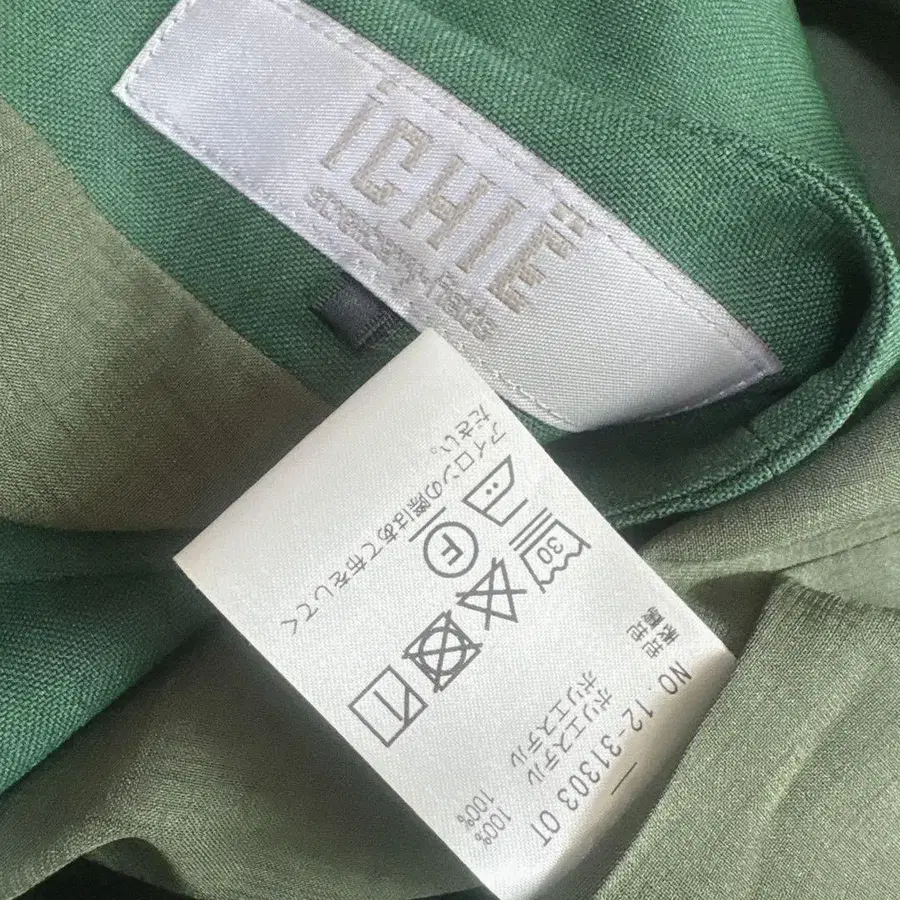 ICHIÉ
strawberry-fields
NO. 12-31303 OT
表地 ポリエステル 100%
裏地 ポリエステル 100%
30
F
アイロンの際はあて布をしてく
ださい。